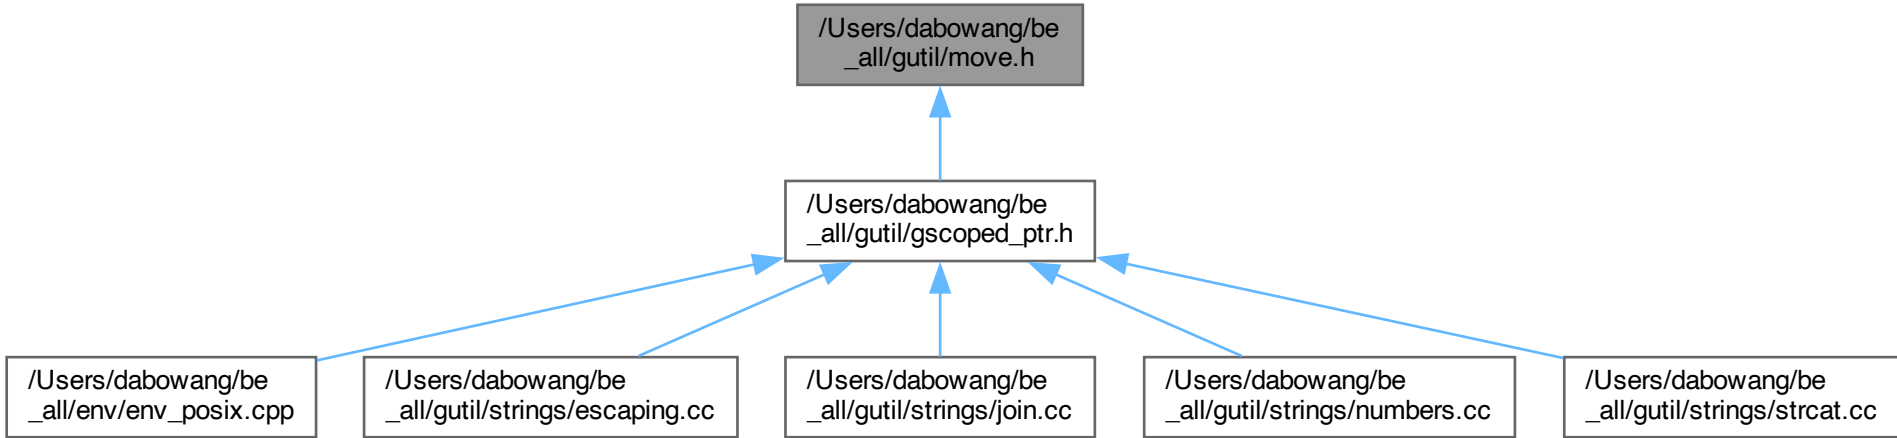 /Users/dabowang/be
_all/gutil/move.h
/Users/dabowang/be
_all/gutil/gscoped_ptr.h
/Users/dabowang/be
_all/env/env_posix.cpp
/Users/dabowang/be
_all/gutil/strings/escaping.cc
/Users/dabowang/be
_all/gutil/strings/join.cc
/Users/dabowang/be
_all/gutil/strings/numbers.cc
/Users/dabowang/be
_all/gutil/strings/strcat.cc